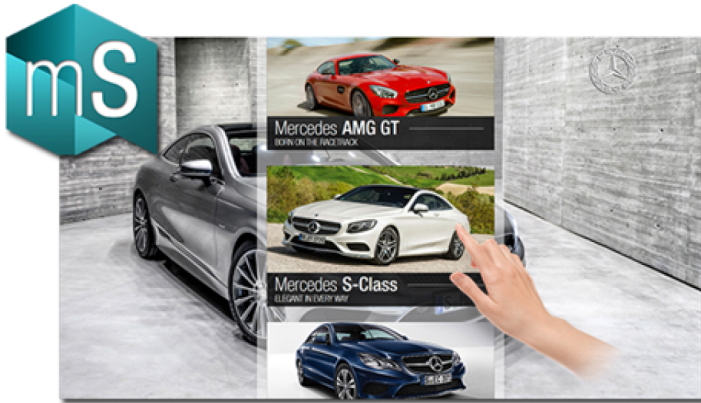 mS
Mercedes AMG GT
BORN ON THE RACETRACK
Mercedes S-Class
ELEGANT IN EVERY WAY